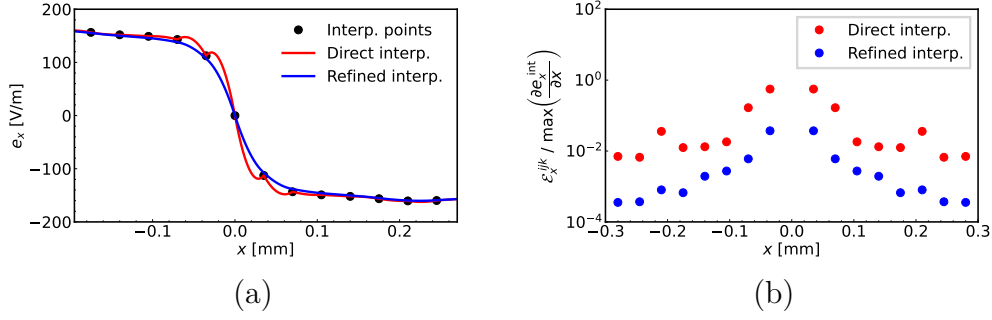 200
100
0
−100
−200
e_x [V/m]
Interp. points
Direct interp.
Refined interp.
−0.1 0.0 0.1 0.2
x [mm]
(a)
10^2
10^0
10^−2
10^−4
ℰ_x^{ijk} / max(∂e_x^{int}/∂x)
Direct interp.
Refined interp.
−0.3 −0.2 −0.1 0.0 0.1 0.2 0.3
x [mm]
(b)